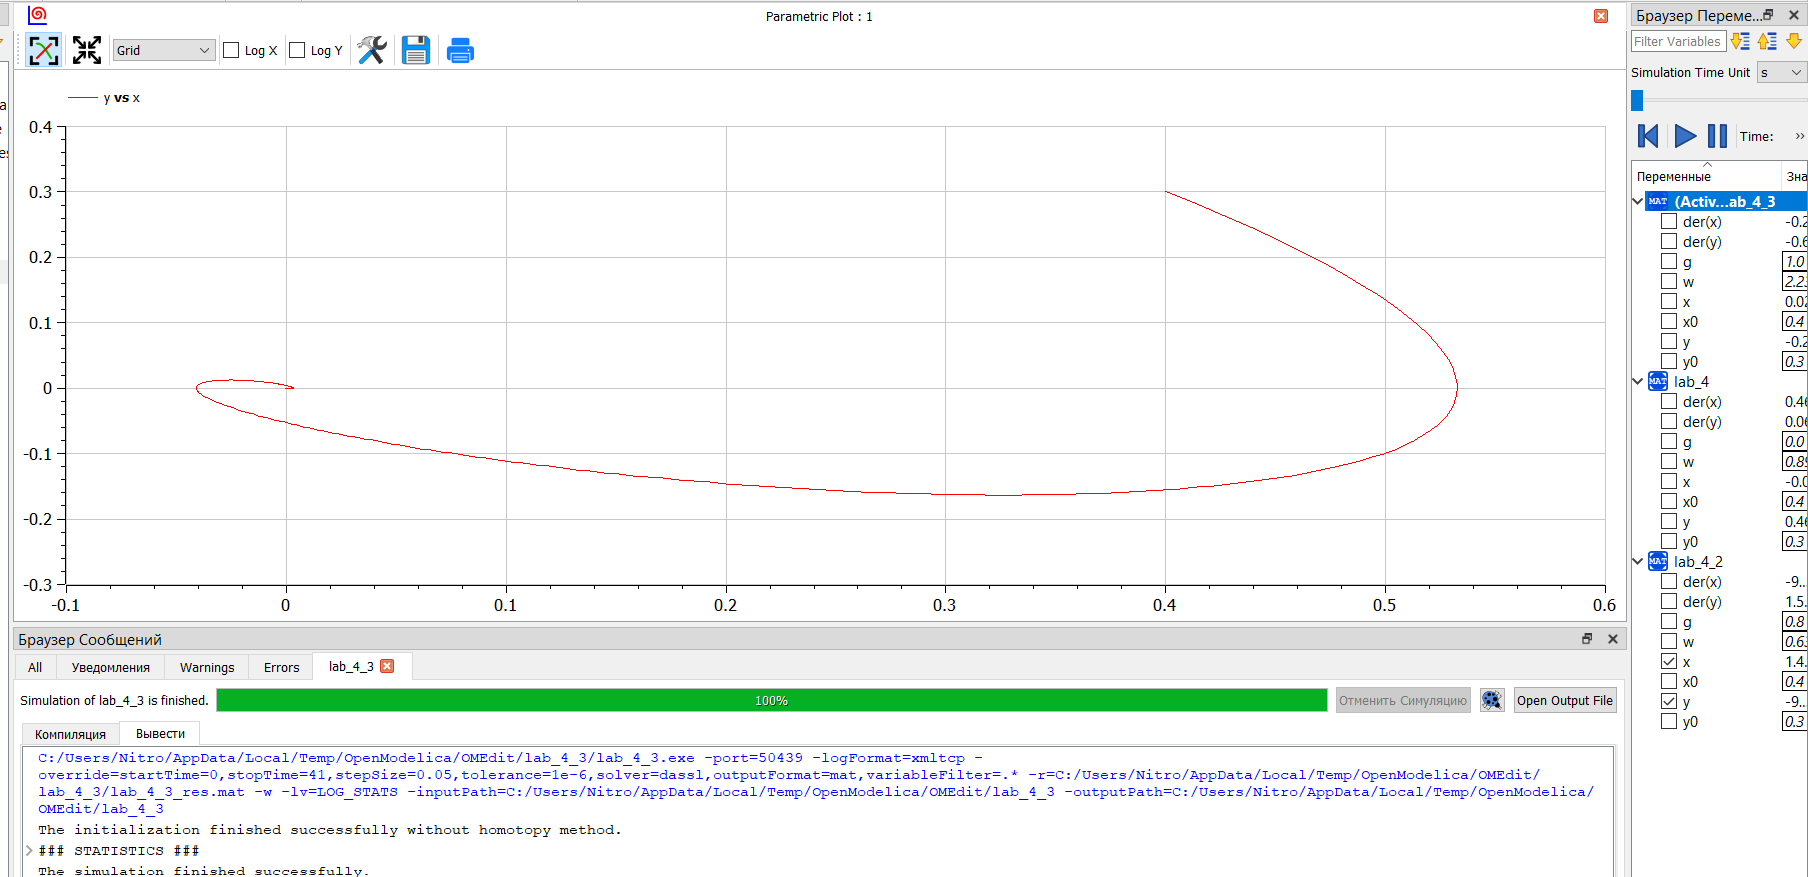 Parametric Plot : 1
Grid
Log X
Log Y
y vs x
0.4
0.3
0.2
0.1
0
-0.1
-0.2
-0.3
-0.1
0
0.1
0.2
0.3
0.4
0.5
0.6
Браузер Сообщений
All
Уведомления
Warnings
Errors
lab_4_3
Simulation of lab_4_3 is finished.
100%
Отменить Симуляцию
Open Output File
Компиляция
Вывести
C:/Users/Nitro/AppData/Local/Temp/OpenModelica/OMEdit/lab_4_3/lab_4_3.exe -port=50439 -logFormat=xmltcp -
override=startTime=0,stopTime=41,stepSize=0.05,tolerance=1e-6,solver=dassl,outputFormat=mat,variableFilter=.* -r=C:/Users/Nitro/AppData/Local/Temp/OpenModelica/OMEdit/
lab_4_3/lab_4_3_res.mat -w -lv=LOG_STATS -inputPath=C:/Users/Nitro/AppData/Local/Temp/OpenModelica/OMEdit/lab_4_3 -outputPath=C:/Users/Nitro/AppData/Local/Temp/OpenModelica/
OMEdit/lab_4_3
The initialization finished successfully without homotopy method.
### STATISTICS ###
The simulation finished successfully.
Браузер Переме...
Filter Variables
Simulation Time Unit s
Time: »
Переменные Зна
MAT (Activ...ab_4_3
der(x) -0.2
der(y) -0.6
g 1.0
w 2.23
x 0.02
x0 0.4
y -0.2
y0 0.3
MAT lab_4
der(x) 0.46
der(y) 0.06
g 0.0
w 0.89
x -0.0
x0 0.4
y 0.46
y0 0.3
MAT lab_4_2
der(x) -9...
der(y) 1.5.
g 0.8
w 0.63
x 1.4.
x0 0.4
y -9...
y0 0.3